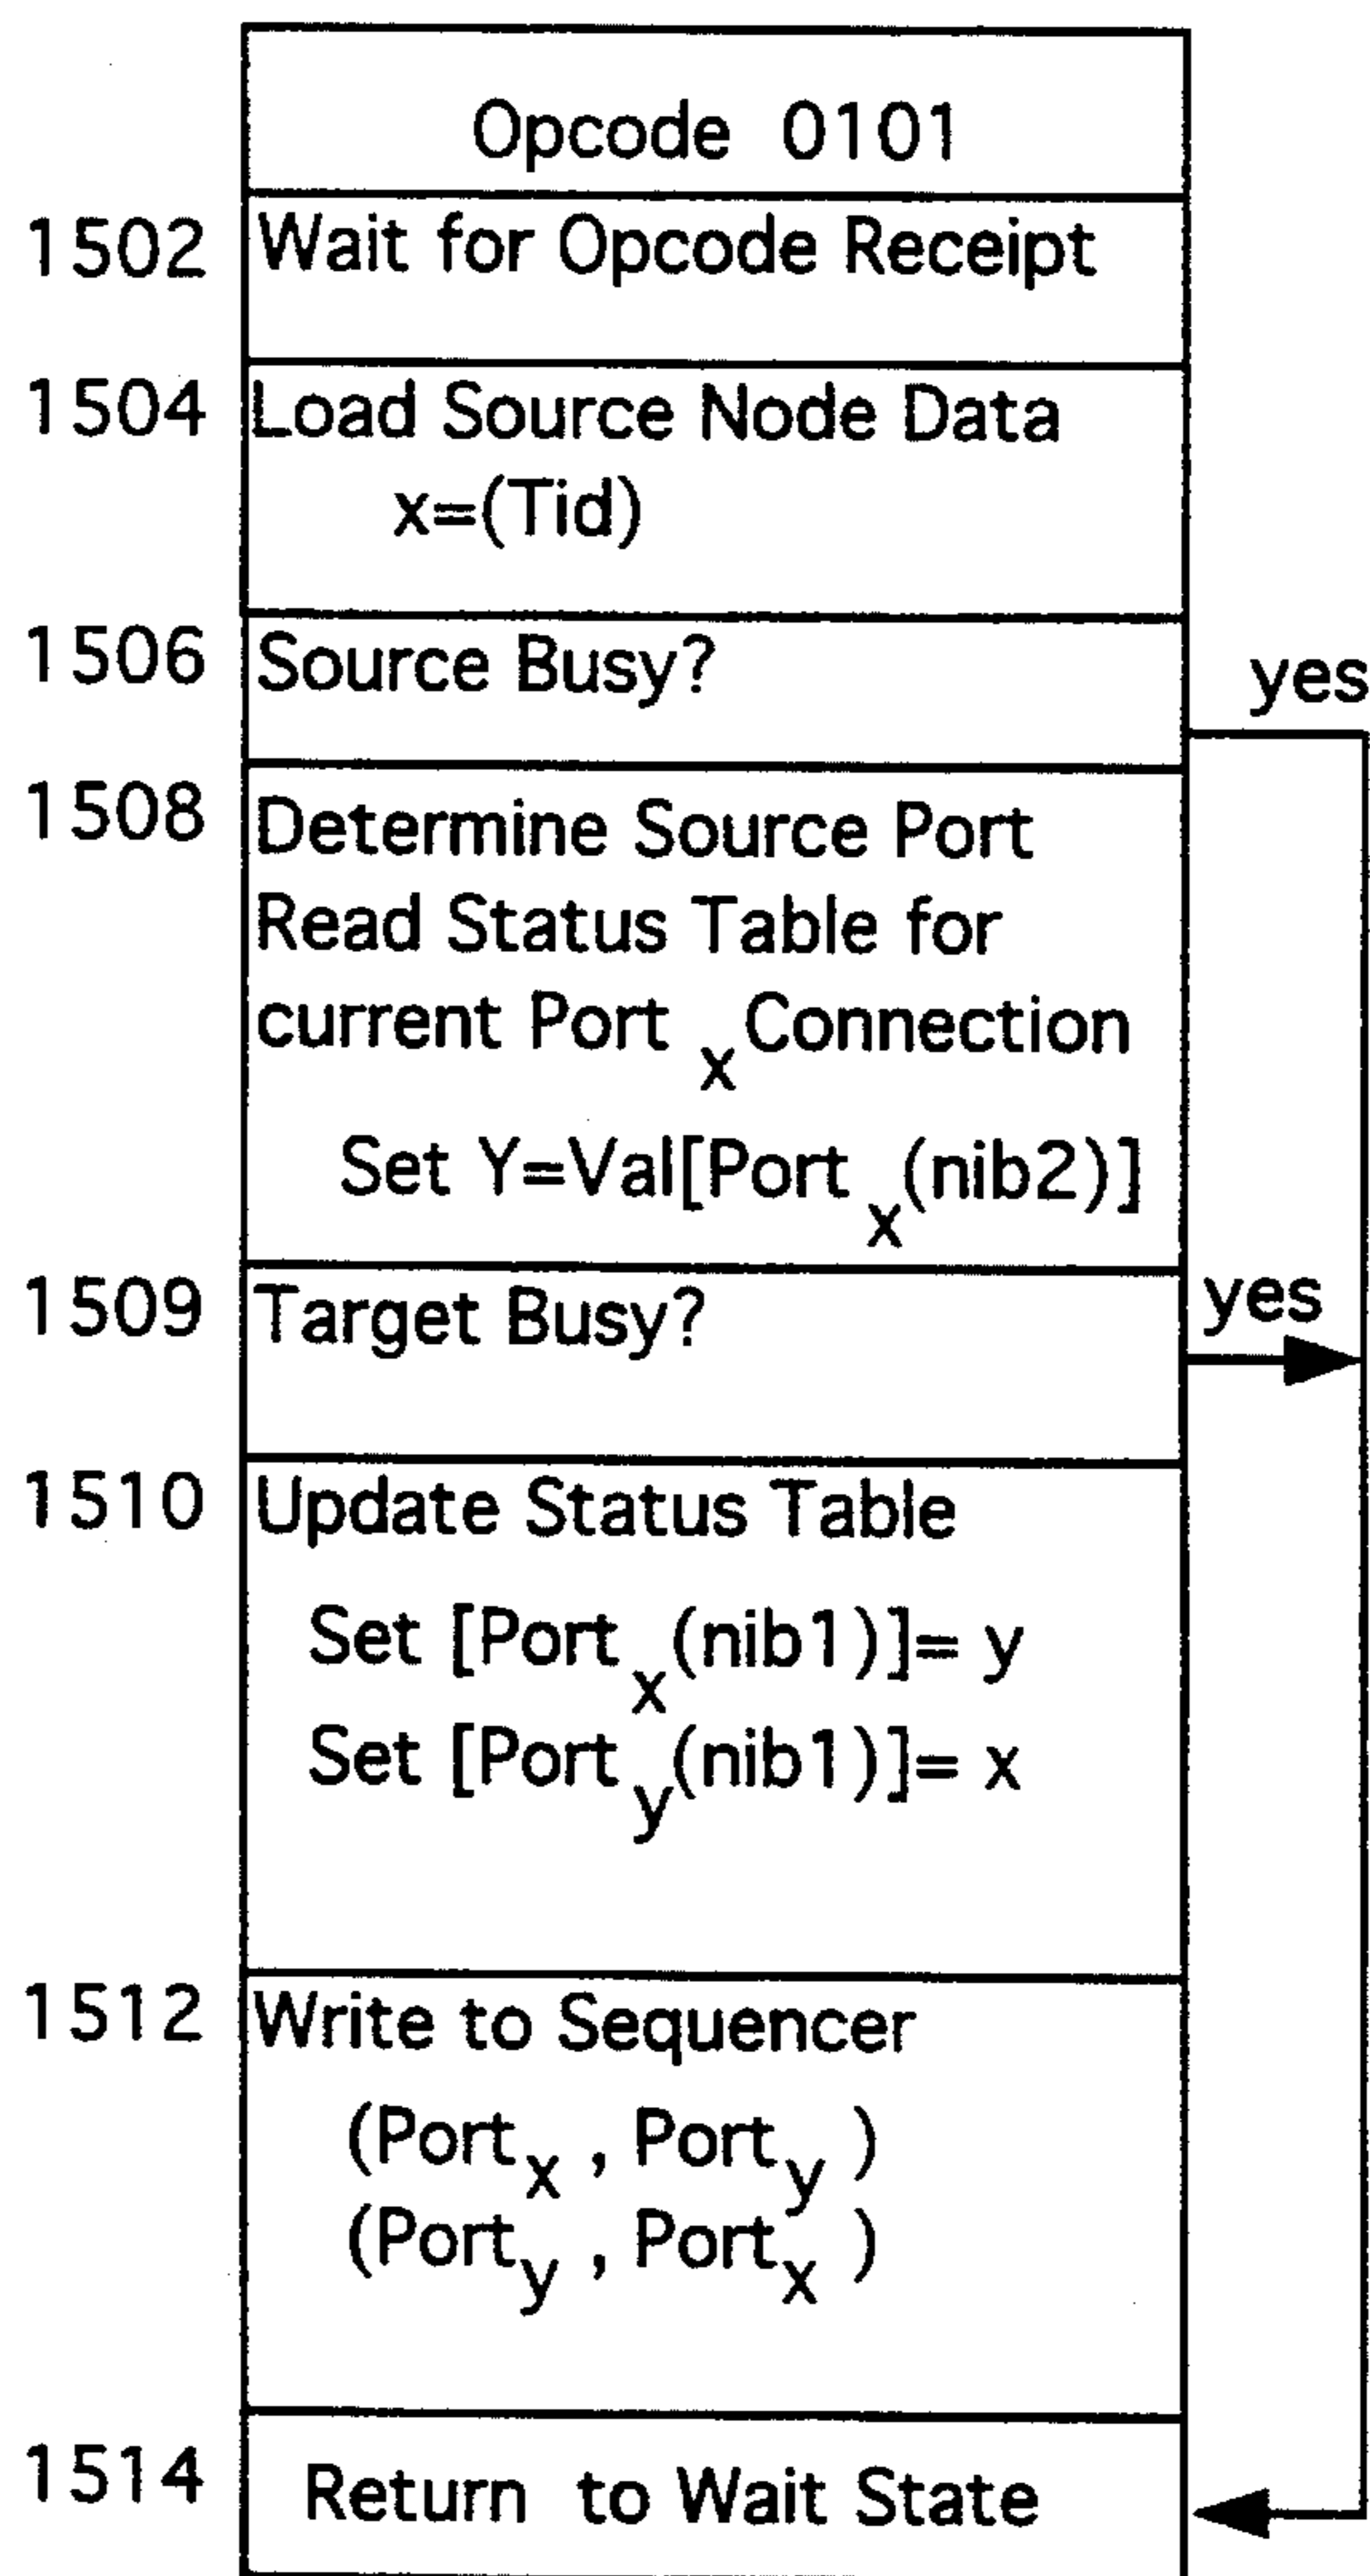 Opcode 0101
1502 Wait for Opcode Receipt
1504 Load Source Node Data
x=(Tid)
1506 Source Busy? yes
1508 Determine Source Port
Read Status Table for
current Port x Connection
Set Y=Val[Port x(nib2)]
1509 Target Busy? yes
1510 Update Status Table
Set [Port x(nib1)]= y
Set [Port y(nib1)]= x
1512 Write to Sequencer
(Port x , Port y )
(Port y , Port x )
1514 Return to Wait State